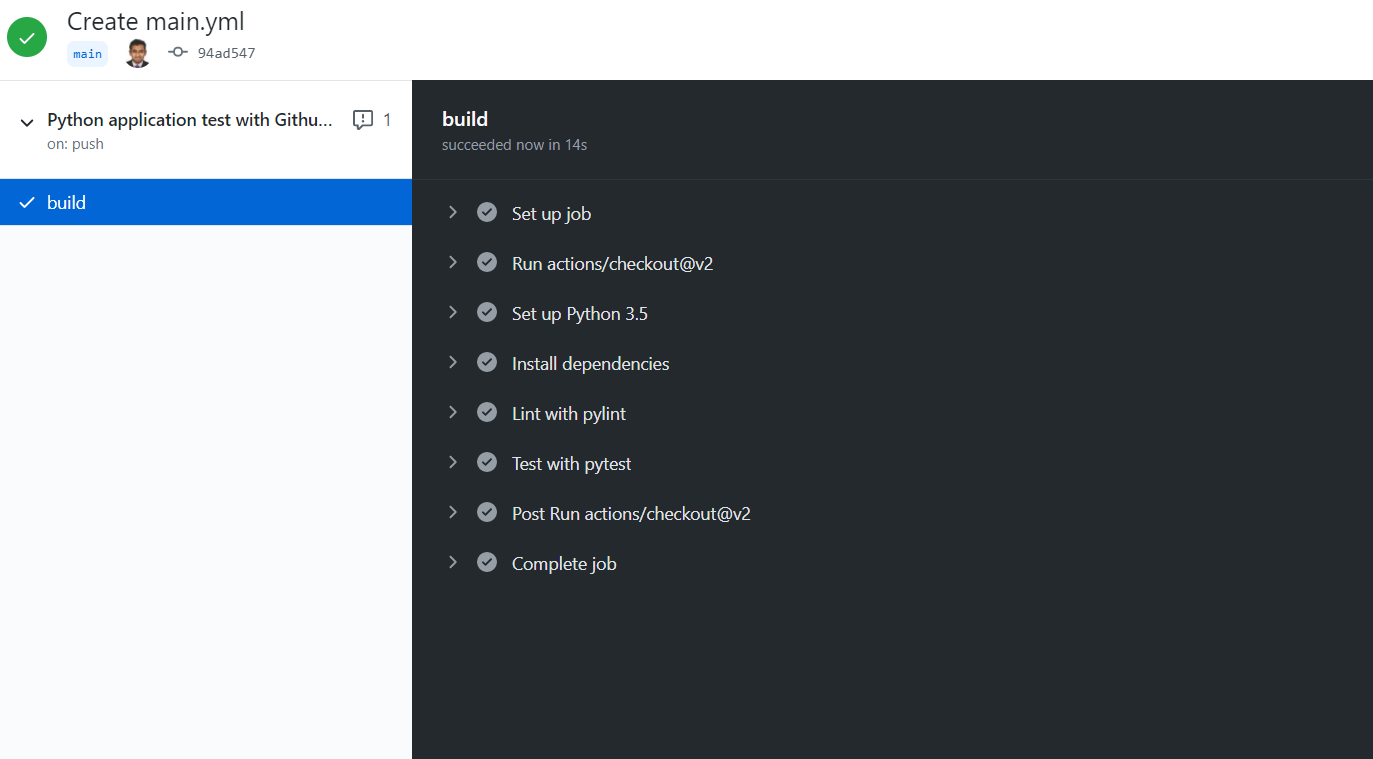 Create main.yml
main 94ad547
Python application test with Githu... 1
on: push
build
build
succeeded now in 14s
Set up job
Run actions/checkout@v2
Set up Python 3.5
Install dependencies
Lint with pylint
Test with pytest
Post Run actions/checkout@v2
Complete job